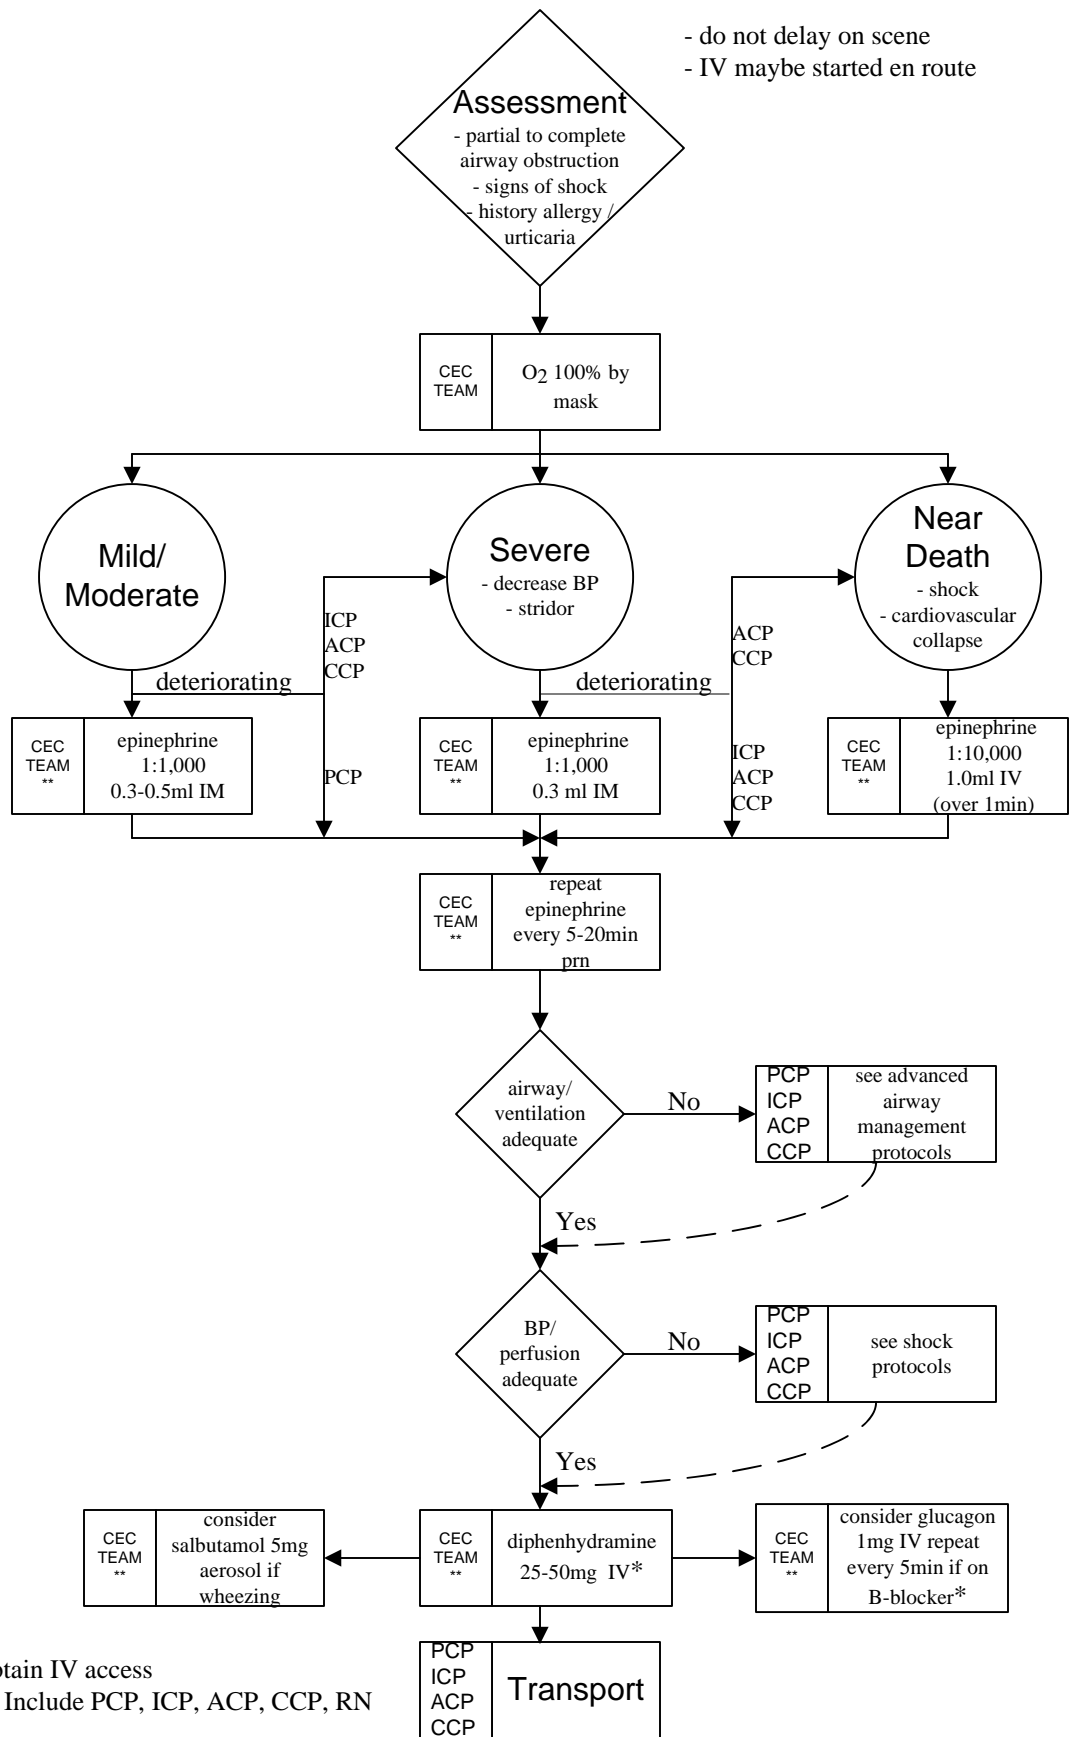 - do not delay on scene
- IV maybe started en route
Assessment
- partial to complete
airway obstruction
- signs of shock
- history allergy /
urticaria
CEC
TEAM
O2 100% by
mask
Mild/
Moderate
Severe
- decrease BP
- stridor
Near
Death
- shock
- cardiovascular
collapse
ICP
ACP
CCP
ACP
CCP
deteriorating
deteriorating
CEC
TEAM
**
epinephrine
1:1,000
0.3-0.5ml IM
PCP
CEC
TEAM
**
epinephrine
1:1,000
0.3 ml IM
ICP
ACP
CCP
CEC
TEAM
**
epinephrine
1:10,000
1.0ml IV
(over 1min)
CEC
TEAM
**
repeat
epinephrine
every 5-20min
prn
airway/
ventilation
adequate
No
PCP
ICP
ACP
CCP
see advanced
airway
management
protocols
Yes
BP/
perfusion
adequate
No
PCP
ICP
ACP
CCP
see shock
protocols
Yes
CEC
TEAM
**
consider
salbutamol 5mg
aerosol if
wheezing
CEC
TEAM
**
diphenhydramine
25-50mg IV*
CEC
TEAM
**
consider glucagon
1mg IV repeat
every 5min if on
B-blocker*
PCP
ICP
ACP
CCP
Transport
IV access
Include PCP, ICP, ACP, CCP, RN